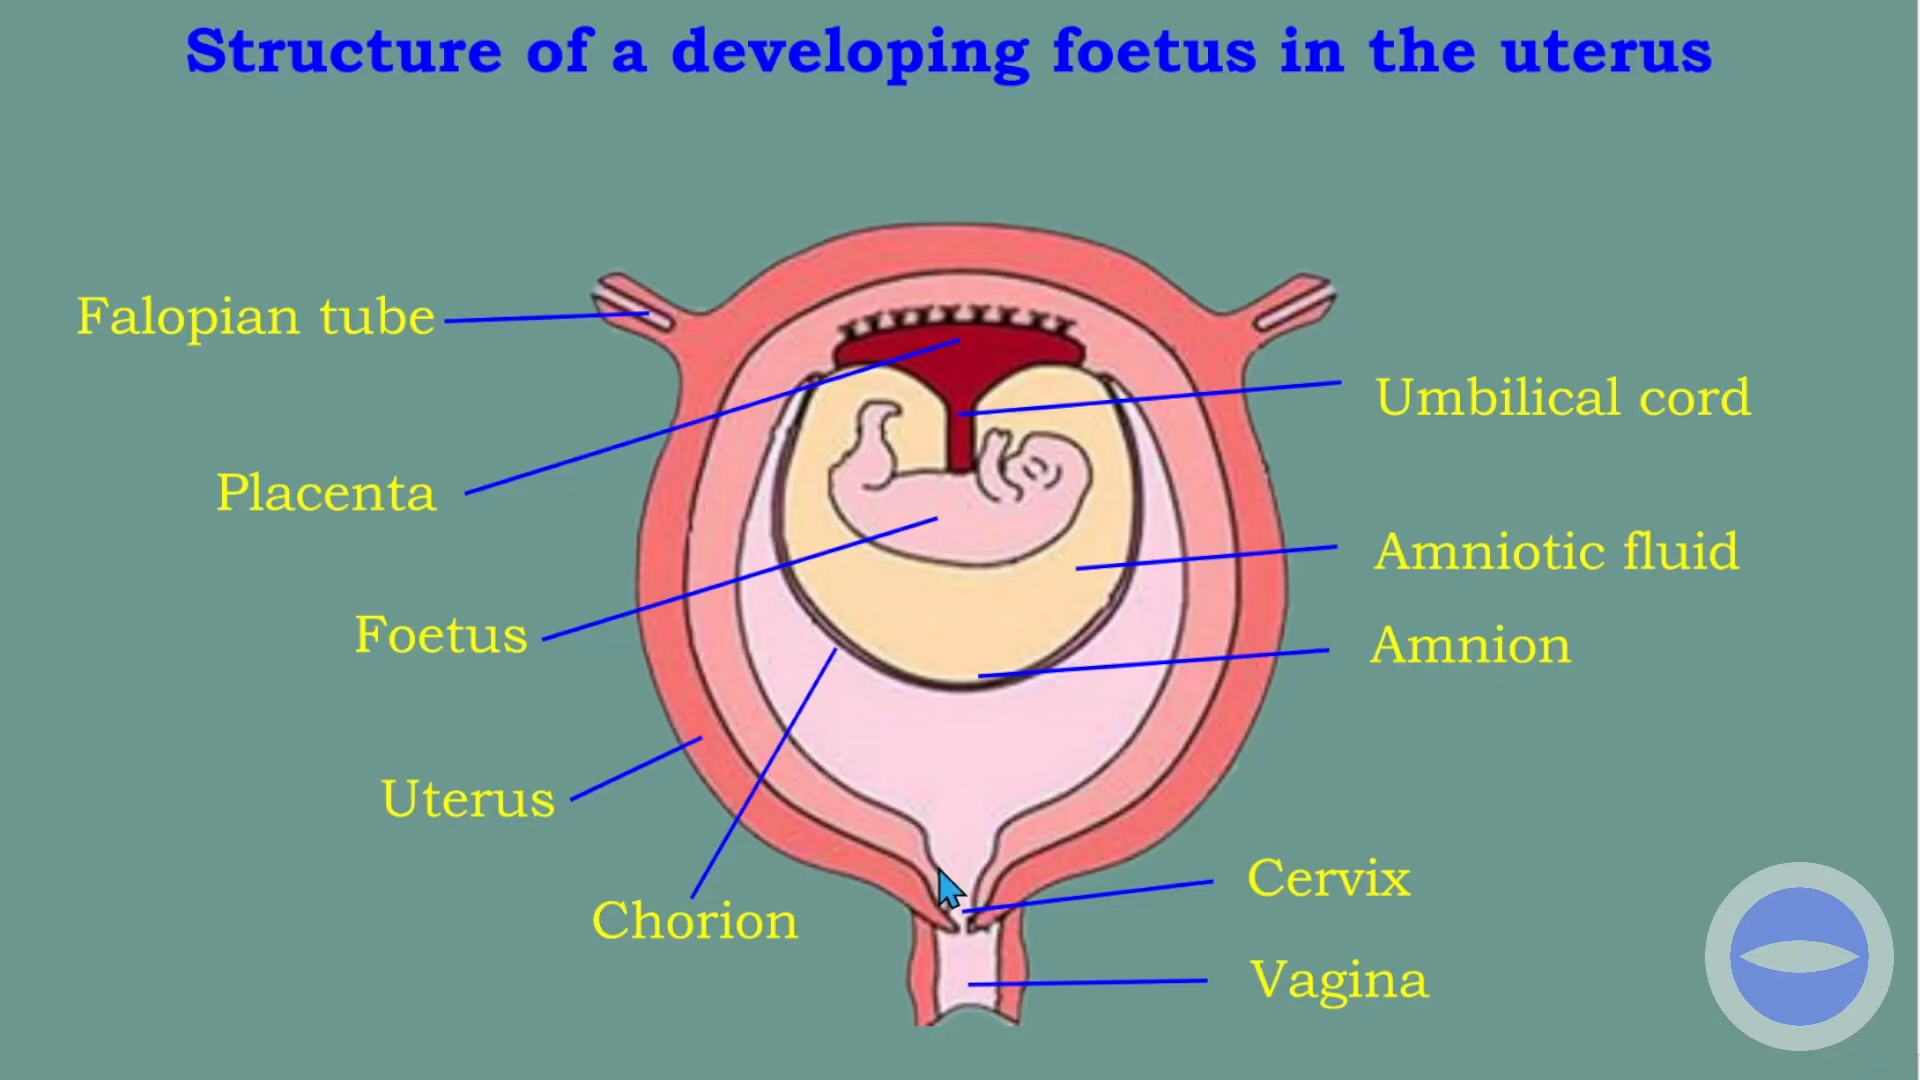 Structure of a developing foetus in the uterus
Falopian tube
Umbilical cord
Placenta
Amniotic fluid
Foetus
Amnion
Uterus
Cervix
Chorion
Vagina